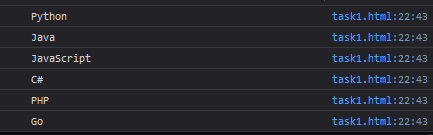 Python task1.html:22:43
Java task1.html:22:43
JavaScript task1.html:22:43
C# task1.html:22:43
PHP task1.html:22:43
Go task1.html:22:43